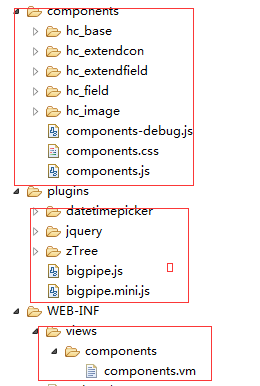 components
hc_base
hc_extendcon
hc_extendfield
hc_field
hc_image
components-debug.js
components.css
components.js
plugins
datetimepicker
jquery
zTree
bigpipe.js
bigpipe.mini.js
WEB-INF
views
components
components.vm